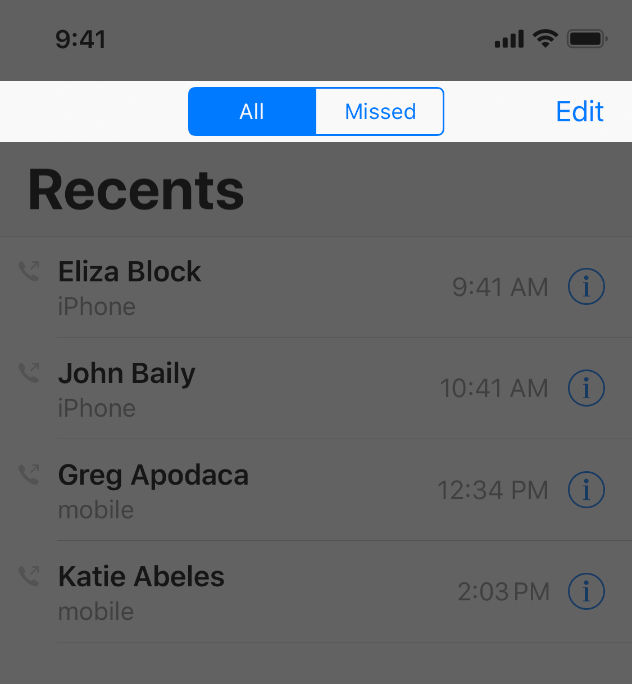 9:41
All Missed Edit
Recents
Eliza Block
iPhone
9:41 AM
John Baily
iPhone
10:41 AM
Greg Apodaca
mobile
12:34 PM
Katie Abeles
mobile
2:03 PM